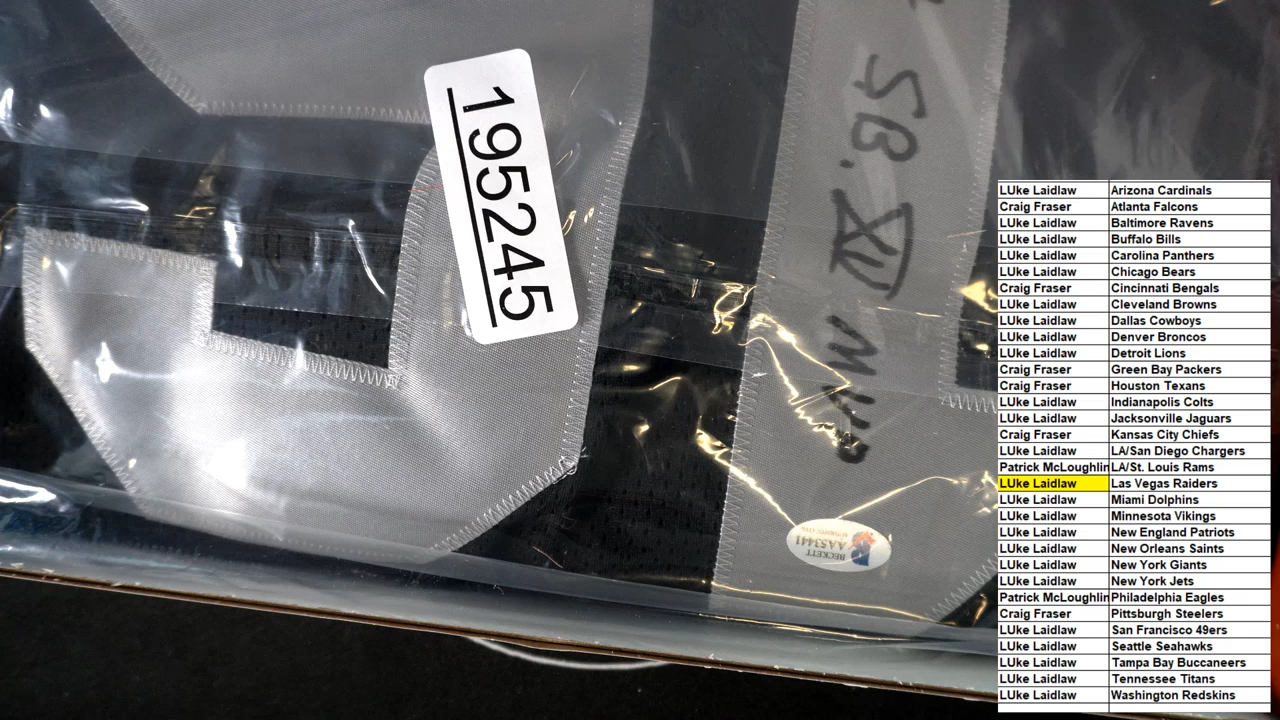 195245
S.B. XI MVP
BECKETT
AAS3441
LUke Laidlaw Arizona Cardinals
Craig Fraser Atlanta Falcons
LUke Laidlaw Baltimore Ravens
LUke Laidlaw Buffalo Bills
LUke Laidlaw Carolina Panthers
LUke Laidlaw Chicago Bears
Craig Fraser Cincinnati Bengals
LUke Laidlaw Cleveland Browns
LUke Laidlaw Dallas Cowboys
LUke Laidlaw Denver Broncos
LUke Laidlaw Detroit Lions
Craig Fraser Green Bay Packers
Craig Fraser Houston Texans
LUke Laidlaw Indianapolis Colts
LUke Laidlaw Jacksonville Jaguars
Craig Fraser Kansas City Chiefs
LUke Laidlaw LA/San Diego Chargers
Patrick McLoughlin LA/St. Louis Rams
LUke Laidlaw Las Vegas Raiders
LUke Laidlaw Miami Dolphins
LUke Laidlaw Minnesota Vikings
LUke Laidlaw New England Patriots
LUke Laidlaw New Orleans Saints
LUke Laidlaw New York Giants
LUke Laidlaw New York Jets
Patrick McLoughlin Philadelphia Eagles
Craig Fraser Pittsburgh Steelers
LUke Laidlaw San Francisco 49ers
LUke Laidlaw Seattle Seahawks
LUke Laidlaw Tampa Bay Buccaneers
LUke Laidlaw Tennessee Titans
LUke Laidlaw Washington Redskins